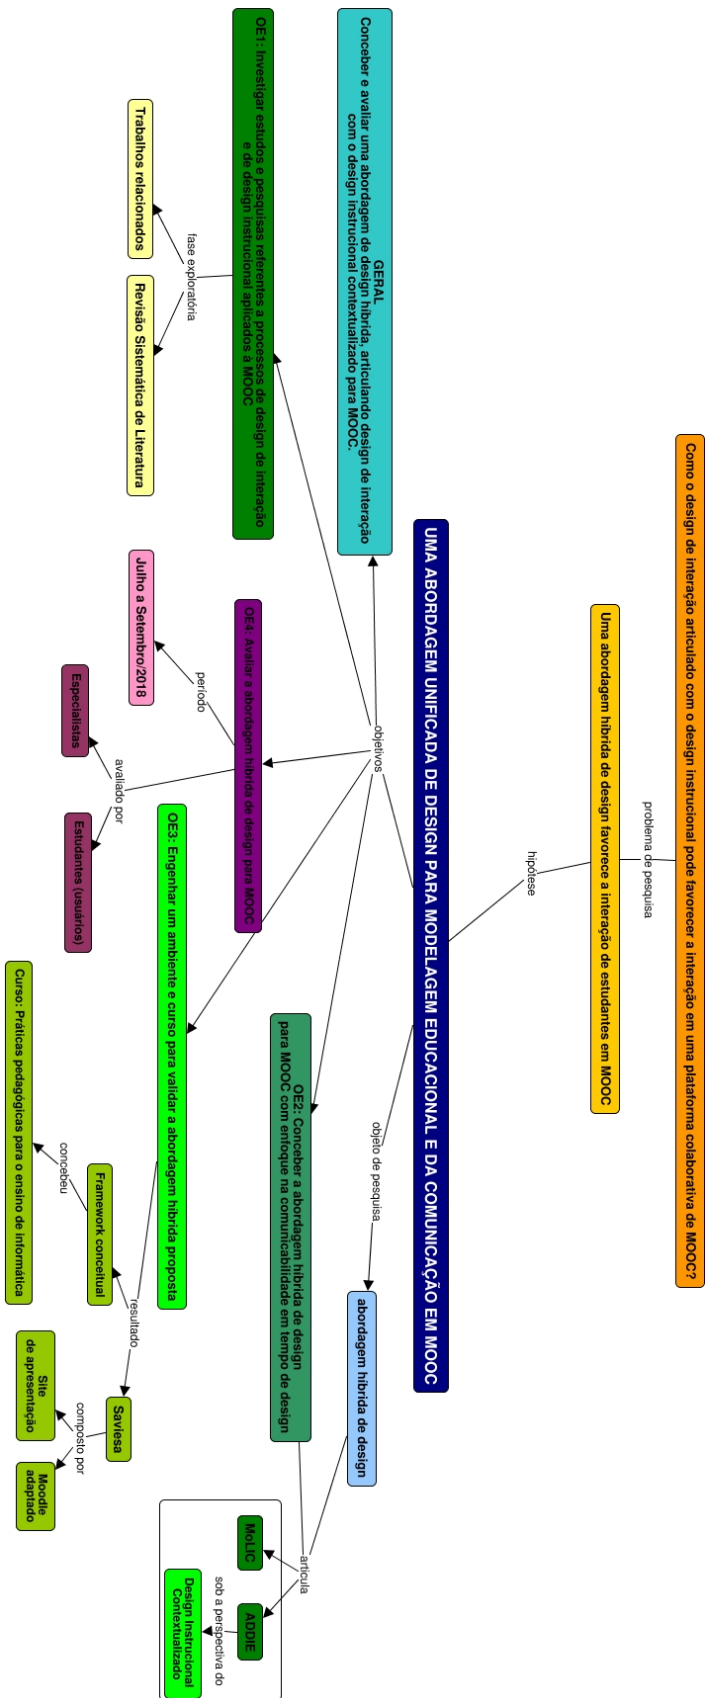 Como o design de interação articulado com o design instrucional pode favorecer a interação em uma plataforma colaborativa de MOOC?
problema de pesquisa
Uma abordagem híbrida de design favorece a interação de estudantes em MOOC
hipótese
UMA ABORDAGEM UNIFICADA DE DESIGN PARA MODELAGEM EDUCACIONAL E DA COMUNICAÇÃO EM MOOC
objetivos
objeto de pesquisa
GERAL
Conceber e avaliar uma abordagem de design híbrida, articulando design de interação
com o design instrucional contextualizado para MOOC.
abordagem híbrida de design
OE1: Investigar estudos e pesquisas referentes a processos de design de interação
e de design instrucional aplicados à MOOC
fase exploratória
Trabalhos relacionados
Revisão Sistemática de Literatura
OE4: Avaliar a abordagem híbrida de design para MOOC
período
Julho a Setembro/2018
avaliado por
Especialistas
Estudantes (usuários)
OE2: Conceber a abordagem híbrida de design
para MOOC com enfoque na comunicabilidade em tempo de design
articula
MoLIC
ADDIE
sob a perspectiva do
Design Instrucional
Contextualizado
OE3: Engenhar um ambiente e curso para validar a abordagem híbrida proposta
resultado
Framework conceitual
concebeu
Curso: Práticas pedagógicas para o ensino de informática
Saviesa
composto por
Site
de apresentação
Moodle
adaptado